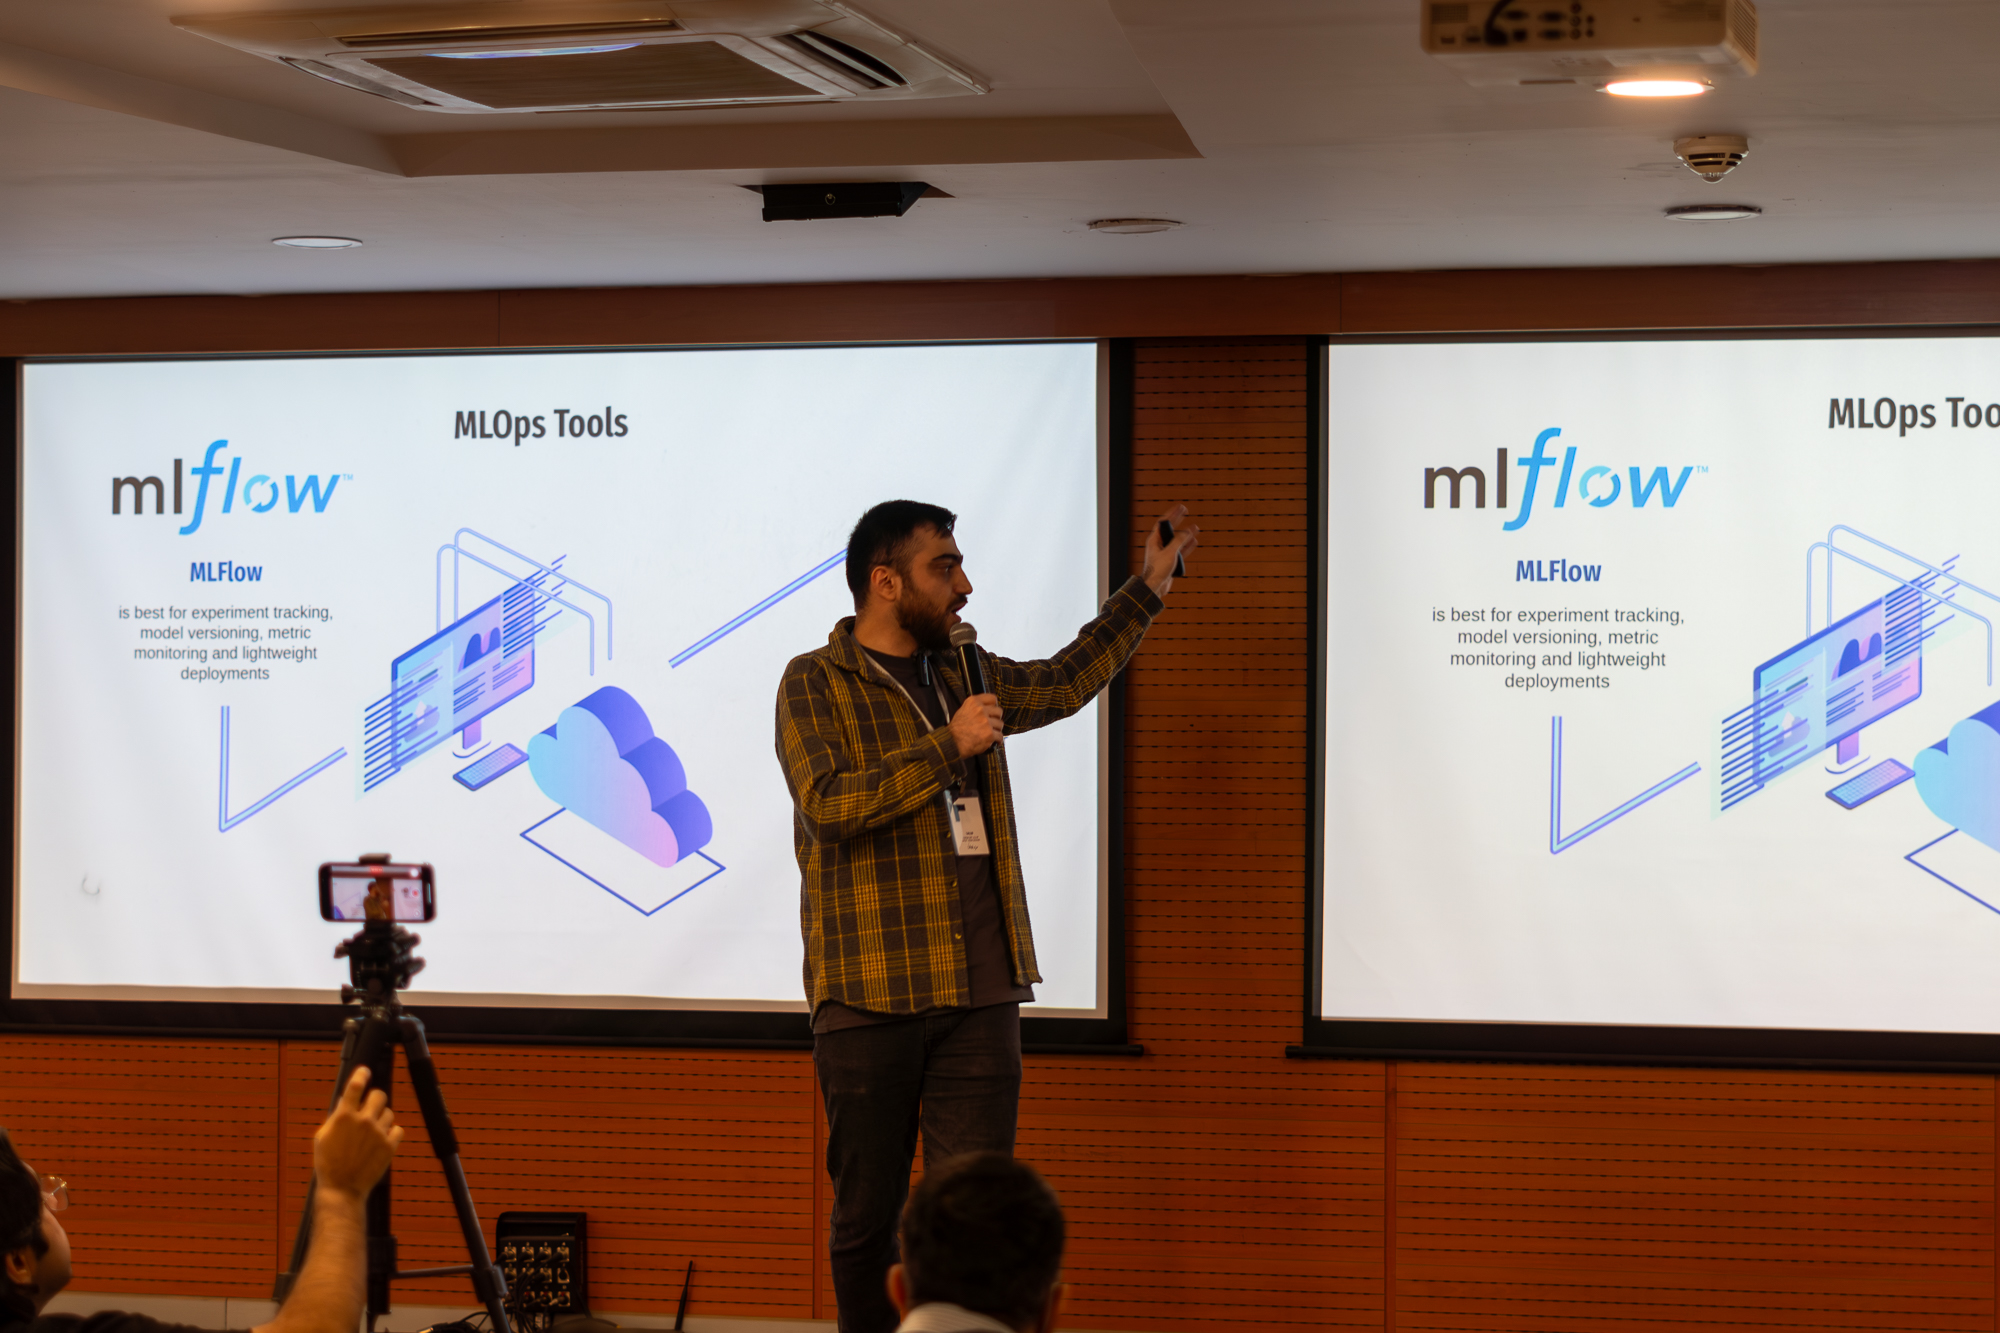 MLOps Tools
mlflow™
MLFlow
is best for experiment tracking,
model versioning, metric
monitoring and lightweight
deployments
MLOps Too
mlflow™
MLFlow
is best for experiment tracking,
model versioning, metric
monitoring and lightweight
deployments